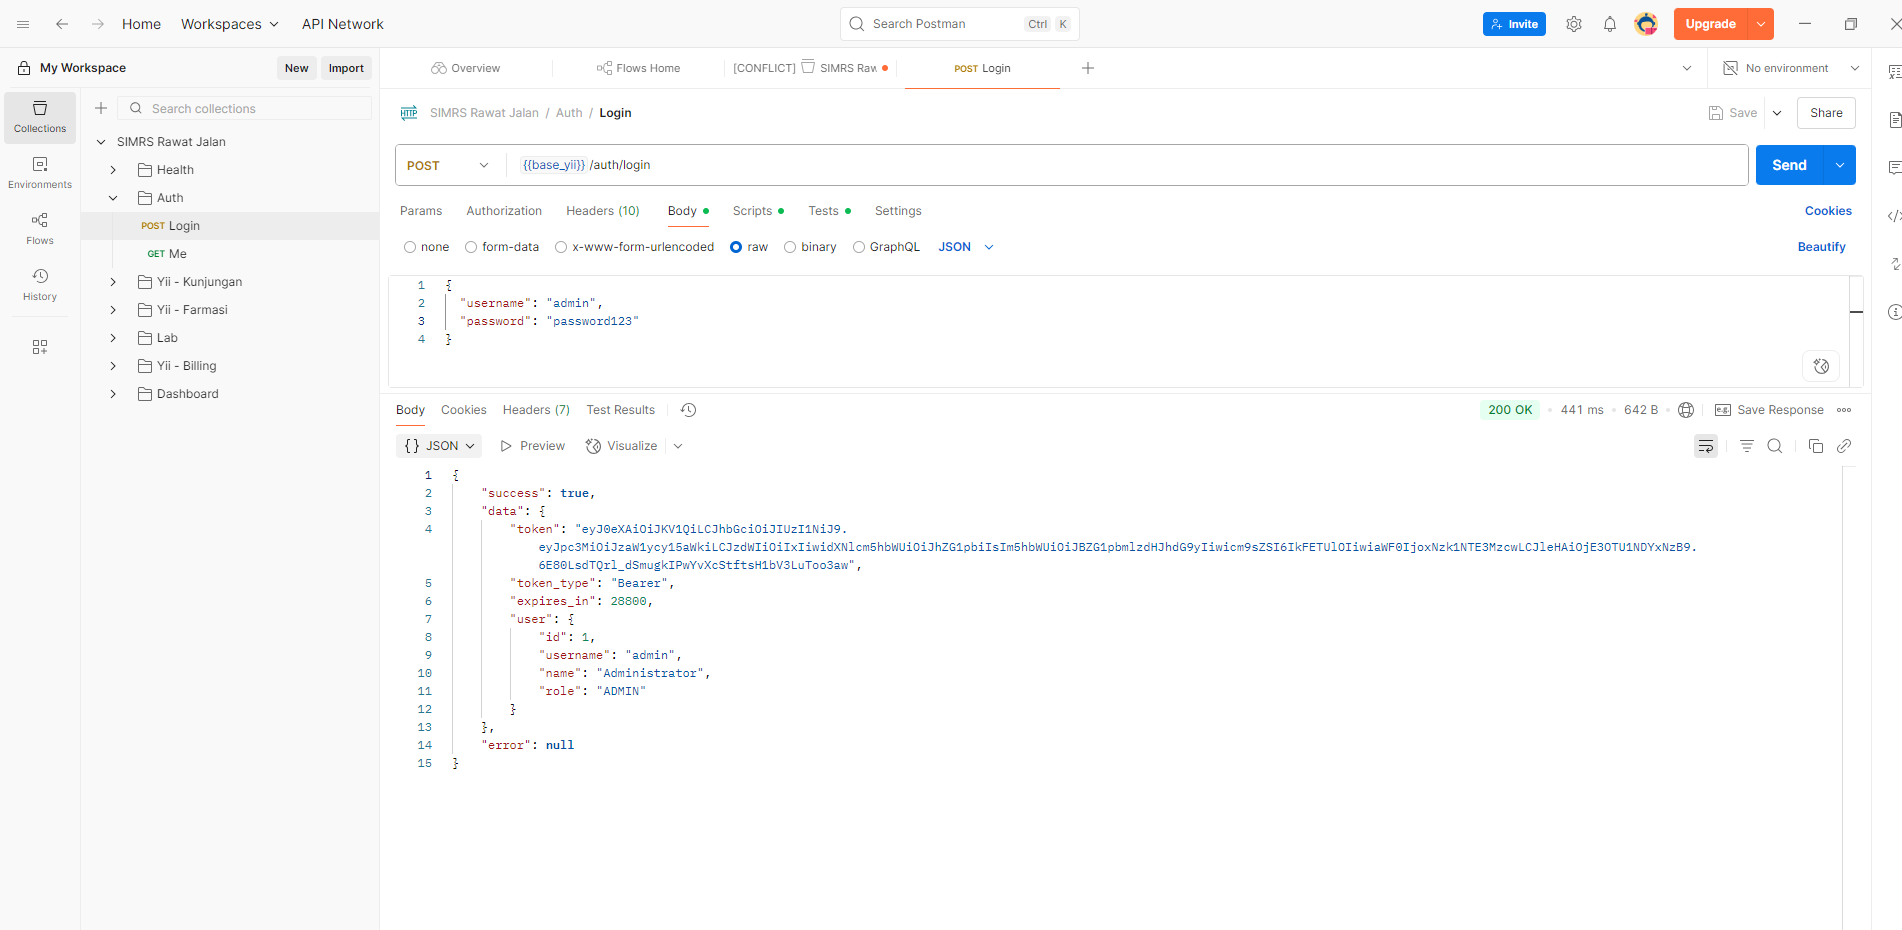 Home Workspaces API Network Search Postman Ctrl K Invite Upgrade
My Workspace New Import
Overview Flows Home [CONFLICT] SIMRS Raw POST Login No environment
Collections
Environments
Flows
History
Search collections
SIMRS Rawat Jalan
Health
Auth
POST Login
GET Me
Yii - Kunjungan
Yii - Farmasi
Lab
Yii - Billing
Dashboard
HTTP SIMRS Rawat Jalan / Auth / Login Save Share
POST {{base_yii}} /auth/login Send
Params Authorization Headers (10) Body Scripts Tests Settings Cookies
none form-data x-www-form-urlencoded raw binary GraphQL JSON Beautify
1 {
2 "username": "admin",
3 "password": "password123"
4 }
Body Cookies Headers (7) Test Results 200 OK 441 ms 642 B e.g. Save Response
{} JSON Preview Visualize
1 {
2 "success": true,
3 "data": {
4 "token": "eyJ0eXAiOiJKV1QiLCJhbGciOiJIUzI1NiJ9.
eyJpc3MiOiJzaW1ycy15aWkiLCJzdWIiOiIxIiwidXNlcm5hbWUiOiJhZG1pbiIsIm5hbWUiOiJBZG1pbmlzdHJhdG9yIiwicm9sZSI6IkFETUlOIiwiaWF0IjoxNzk1NTE3MzcwLCJleHAiOjE3OTU1NDYxNzB9.
6E80LsdTQrl_dSmugkIPwYvXcStftsH1bV3LuToo3aw",
5 "token_type": "Bearer",
6 "expires_in": 28800,
7 "user": {
8 "id": 1,
9 "username": "admin",
10 "name": "Administrator",
11 "role": "ADMIN"
12 }
13 },
14 "error": null
15 }